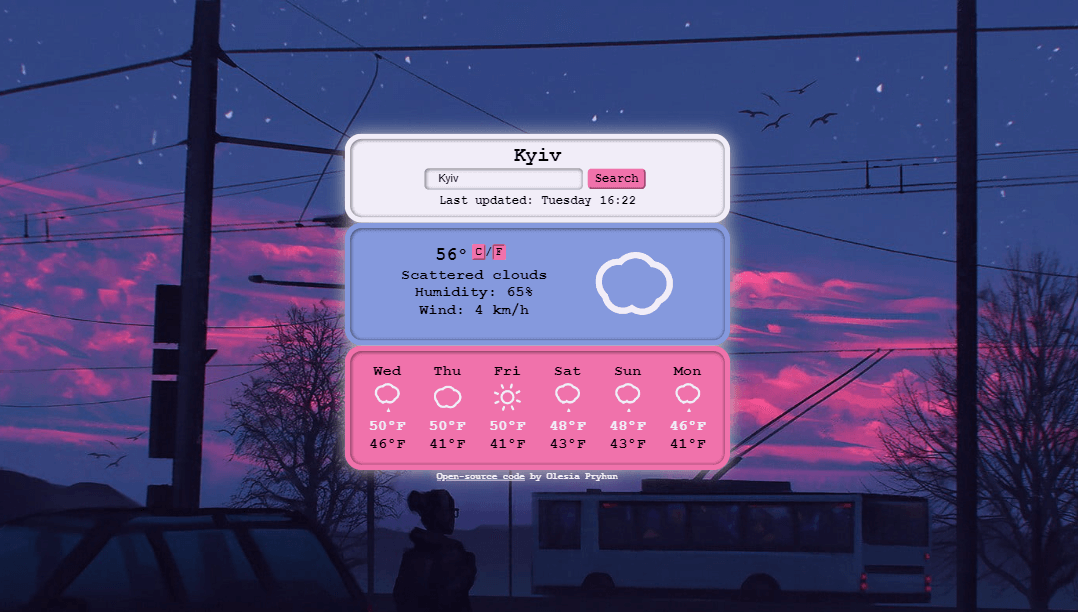 Kyiv
Kyiv Search
Last updated: Tuesday 16:22
56° C/F
Scattered clouds
Humidity: 65%
Wind: 4 km/h
Wed Thu Fri Sat Sun Mon
50°F 50°F 50°F 48°F 48°F 46°F
46°F 41°F 41°F 43°F 43°F 41°F
Open-source code by Olesia Pryhun